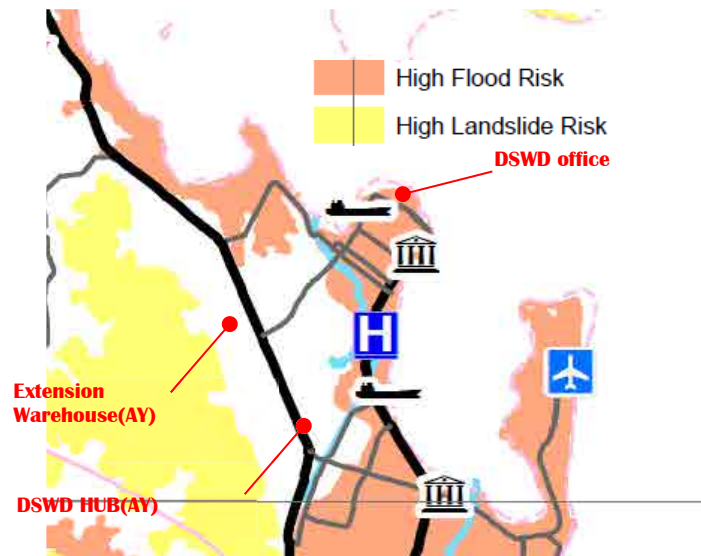 High Flood Risk
High Landslide Risk
DSWD office
H
Extension
Warehouse(AY)
DSWD HUB(AY)